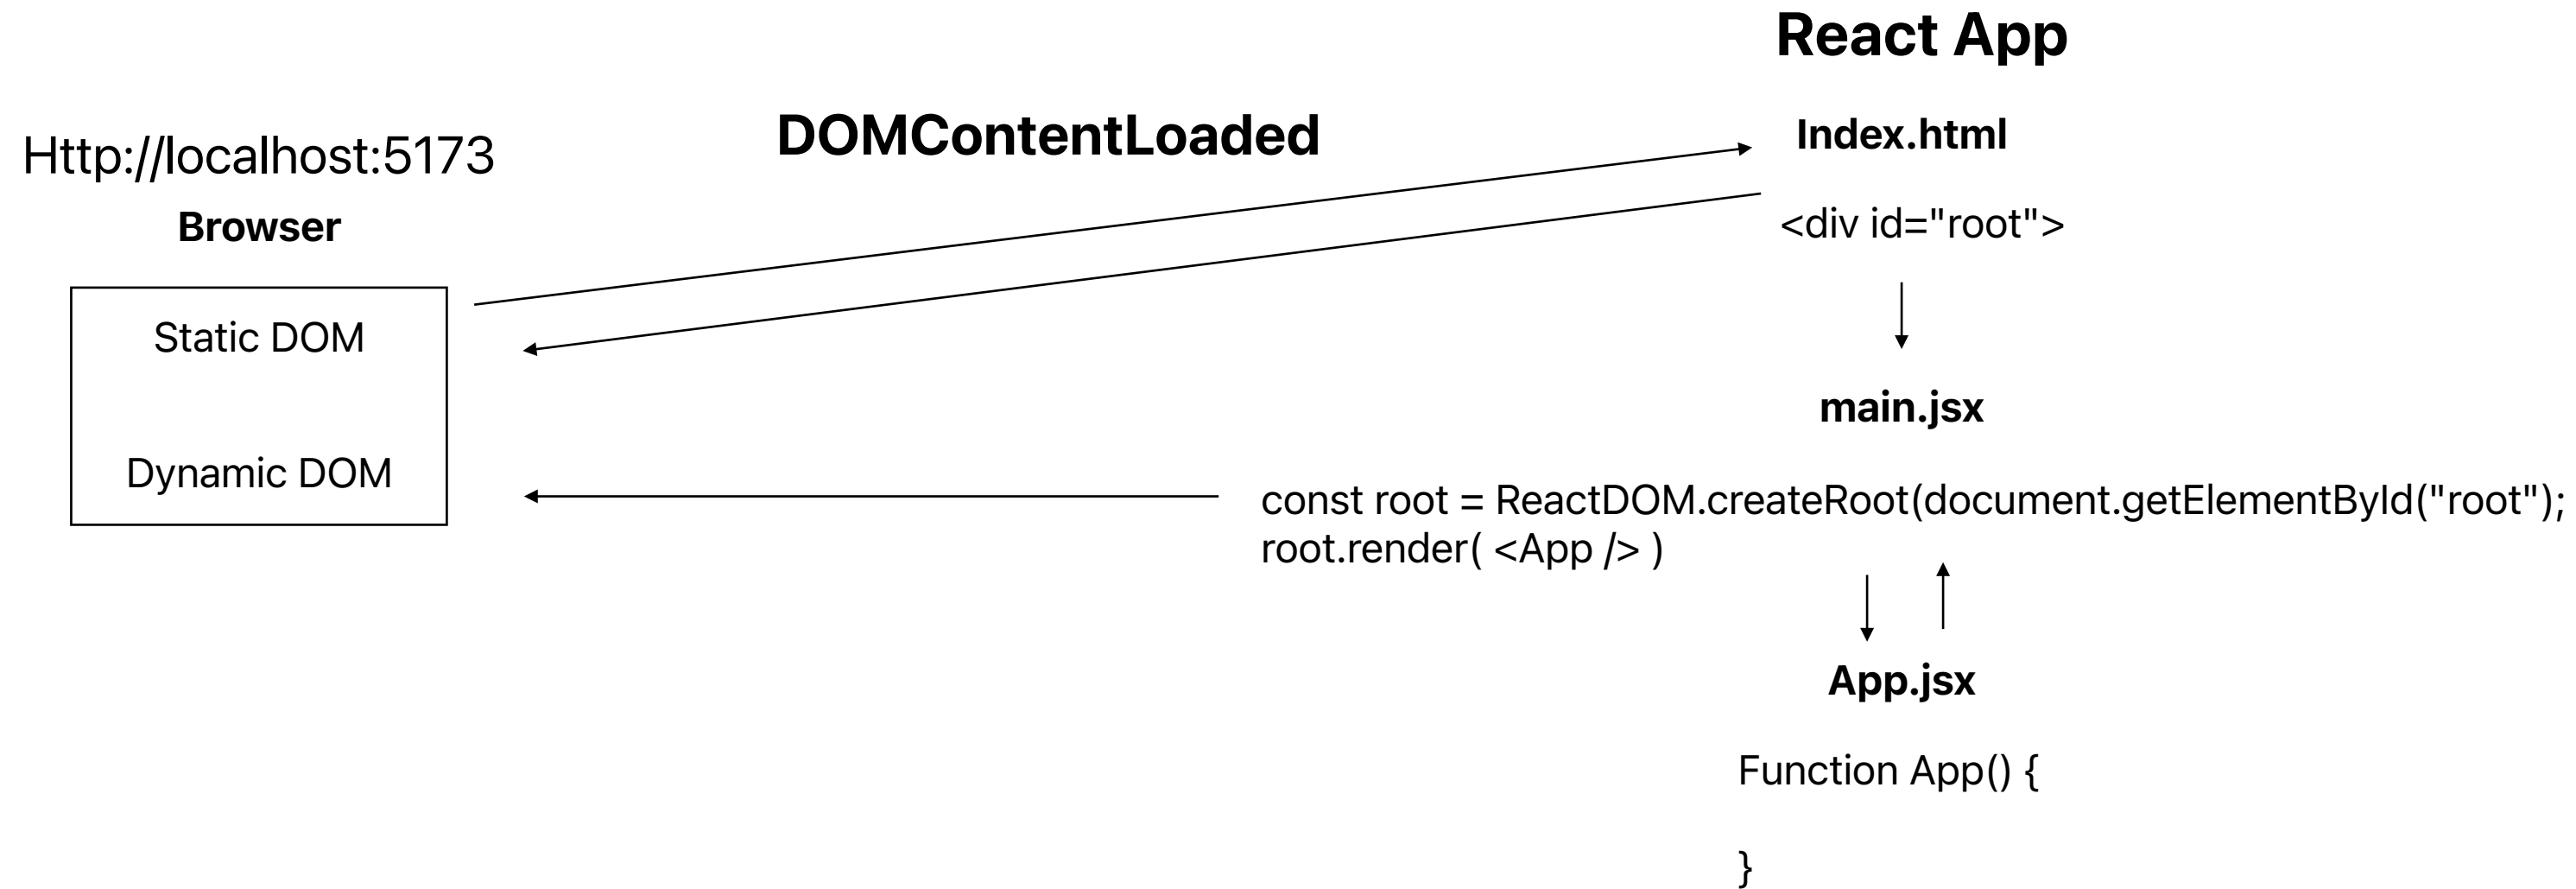 React App
DOMContentLoaded
Index.html
Http://localhost:5173
Browser
<div id="root">
Static DOM
main.jsx
Dynamic DOM
const root = ReactDOM.createRoot(document.getElementById("root");
root.render( <App /> )
App.jsx
Function App() {
}